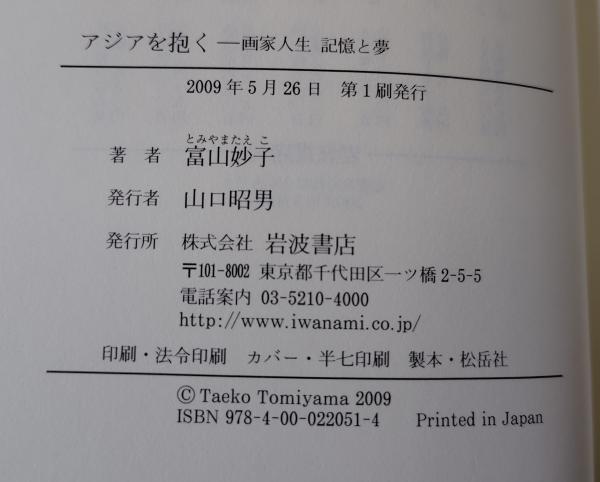 アジアを抱く―画家人生 記憶と夢
2009年5月26日 第1刷発行
とみやまたえこ
著者 富山妙子
発行者 山口昭男
発行所 株式会社 岩波書店
〒101-8002 東京都千代田区一ツ橋2-5-5
電話案内 03-5210-4000
http://www.iwanami.co.jp/
印刷・法令印刷 カバー・半七印刷 製本・松岳社
© Taeko Tomiyama 2009
ISBN 978-4-00-022051-4 Printed in Japan